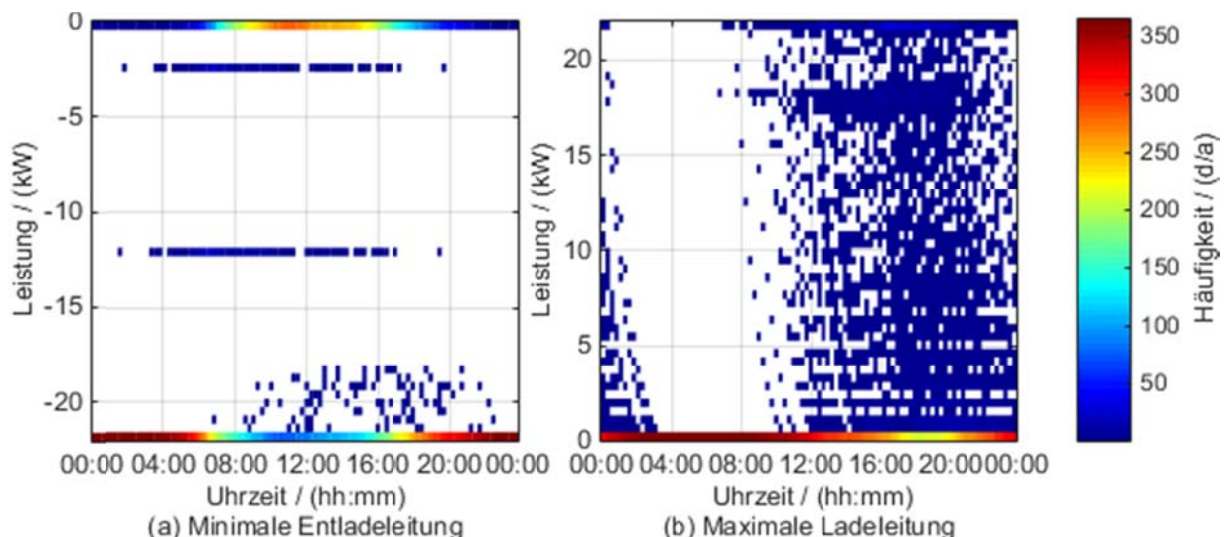 0
-5
-10
-15
-20
Leistung / (kW)
00:00 04:00 08:00 12:00 16:00 20:00 00:00
Uhrzeit / (hh:mm)
(a) Minimale Entladeleitung
20
15
10
5
0
Leistung / (kW)
00:00 04:00 08:00 12:00 16:00 20:00 00:00
Uhrzeit / (hh:mm)
(b) Maximale Ladeleitung
350
300
250
200
150
100
50
Häufigkeit / (d/a)